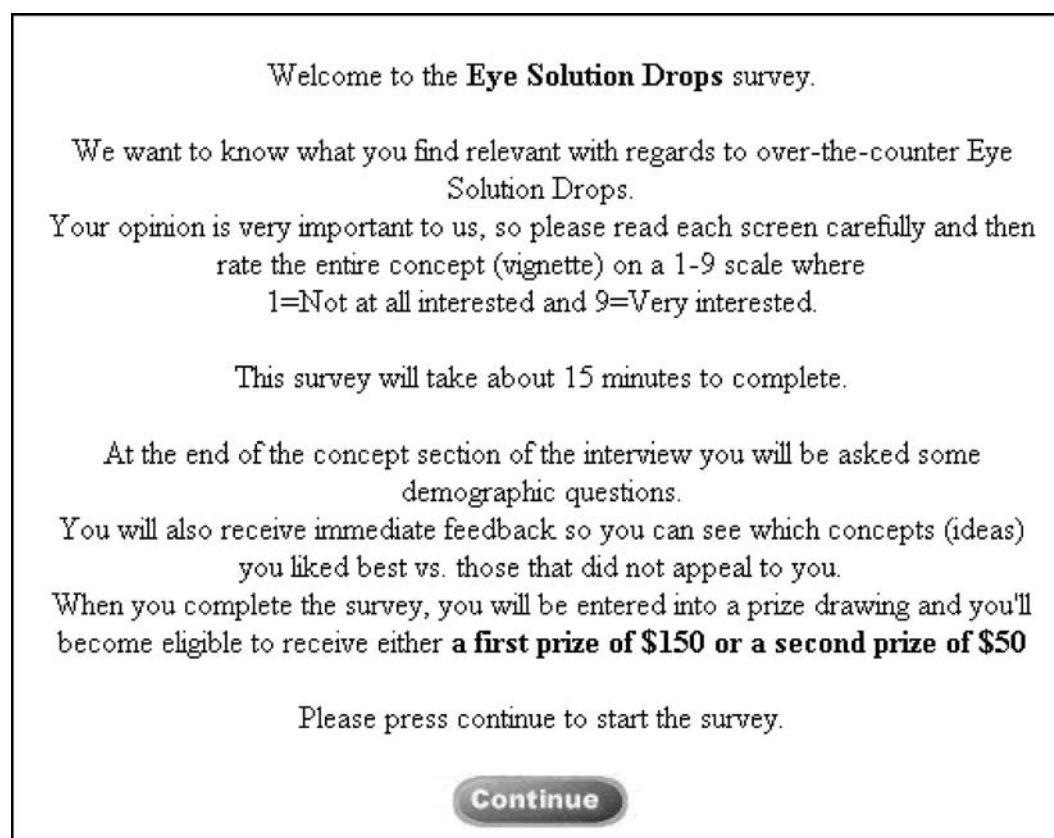 Welcome to the Eye Solution Drops survey.
We want to know what you find relevant with regards to over-the-counter Eye
Solution Drops.
Your opinion is very important to us, so please read each screen carefully and then
rate the entire concept (vignette) on a 1-9 scale where
1=Not at all interested and 9=Very interested.
This survey will take about 15 minutes to complete.
At the end of the concept section of the interview you will be asked some
demographic questions.
You will also receive immediate feedback so you can see which concepts (ideas)
you liked best vs. those that did not appeal to you.
When you complete the survey, you will be entered into a prize drawing and you'll
become eligible to receive either a first prize of $150 or a second prize of $50
Please press continue to start the survey.
Continue